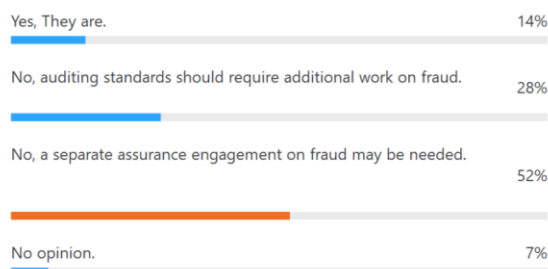 Yes, They are.
14%
No, auditing standards should require additional work on fraud.
28%
No, a separate assurance engagement on fraud may be needed.
52%
No opinion.
7%